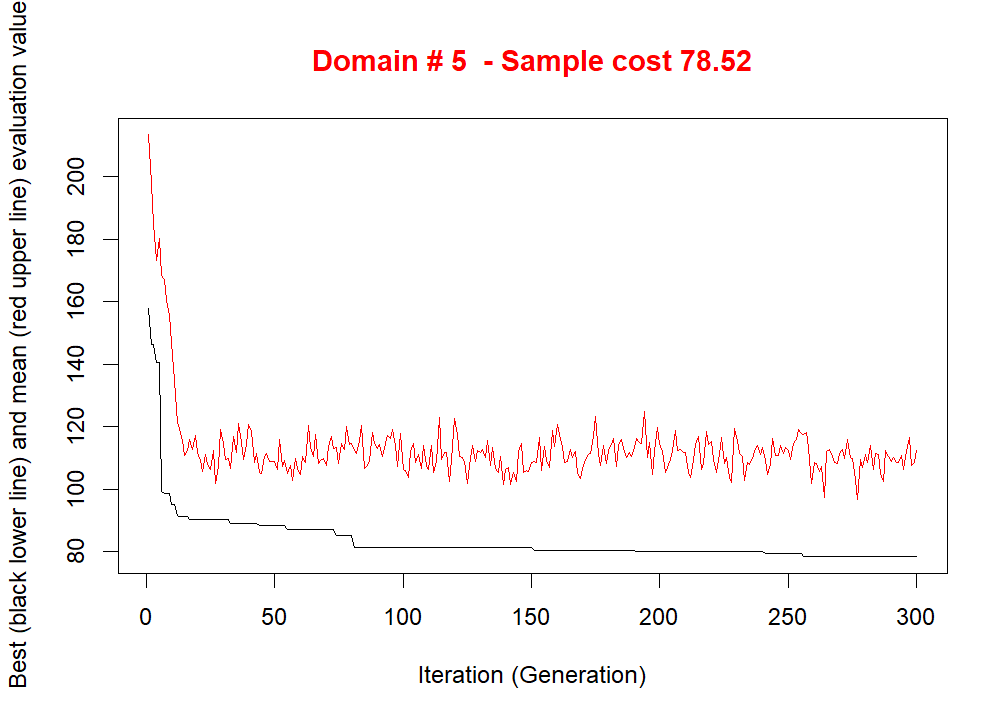 Domain # 5  - Sample cost 78.52
Best (black lower line) and mean (red upper line) evaluation value
200
180
160
140
120
100
80
0 50 100 150 200 250 300
Iteration (Generation)